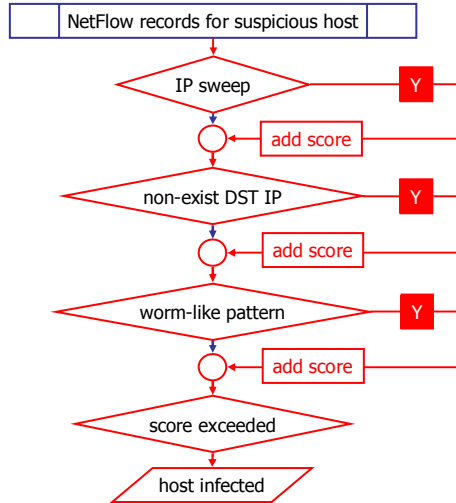 NetFlow records for suspicious host
IP sweep
Y
add score
non-exist DST IP
Y
add score
worm-like pattern
Y
add score
score exceeded
host infected